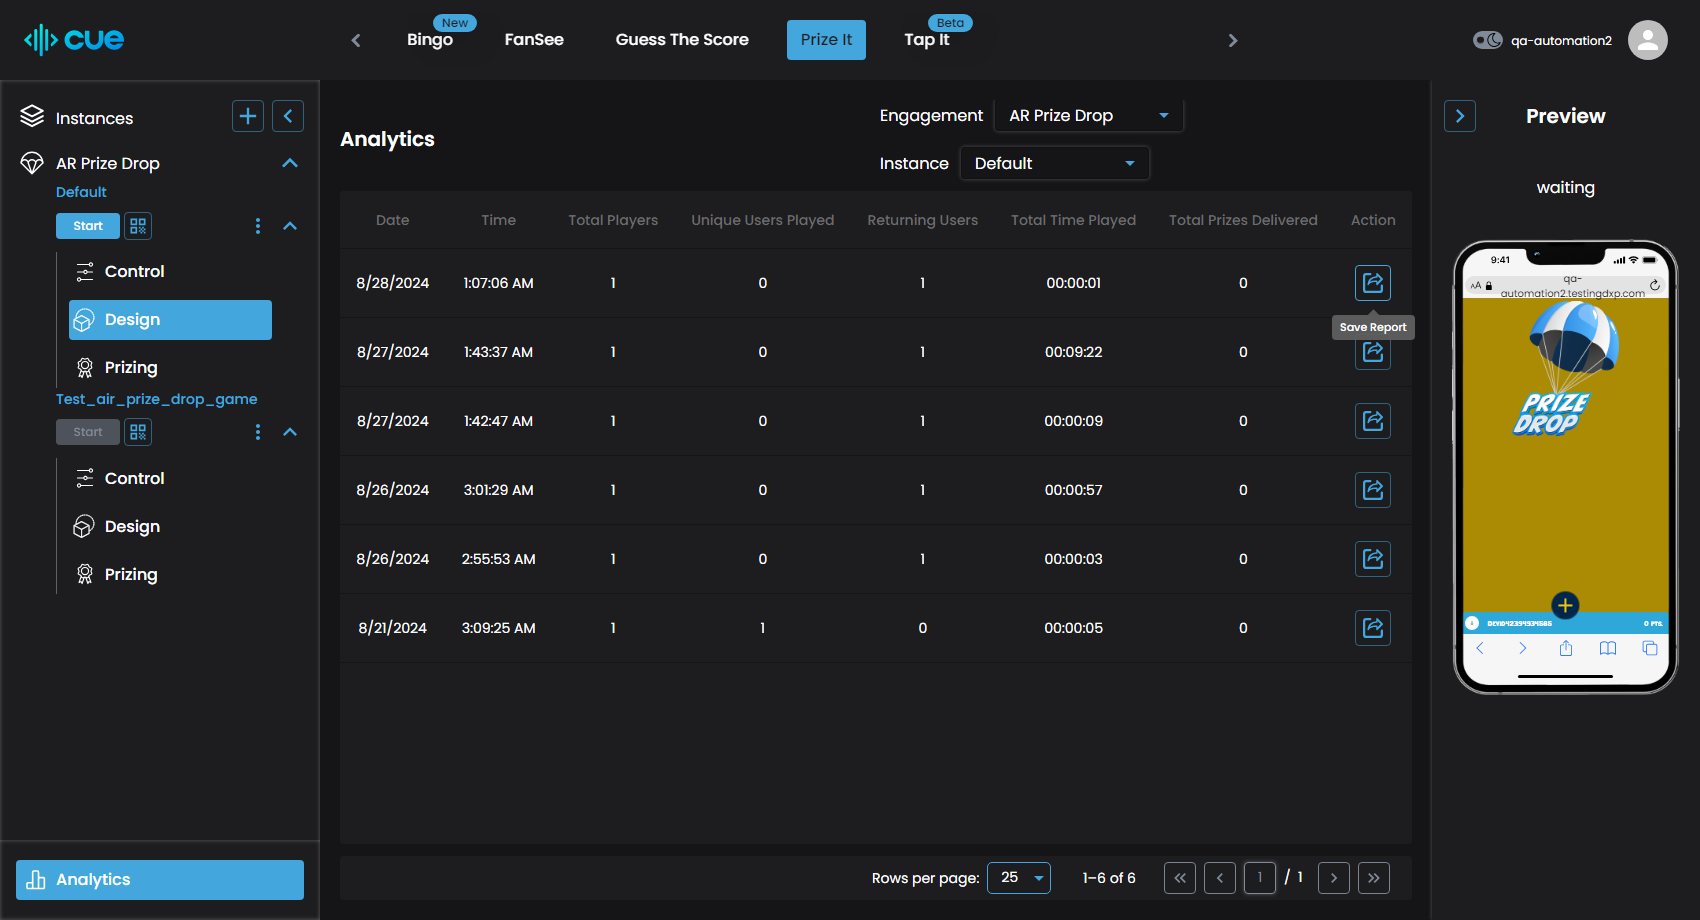 cue
New
Bingo
FanSee
Guess The Score
Prize It
Beta
Tap It
qa-automation2
Instances
AR Prize Drop
Default
Start
Control
Design
Prizing
Test_air_prize_drop_game
Start
Control
Design
Prizing
Analytics
Analytics
Engagement AR Prize Drop
Instance Default
Date Time Total Players Unique Users Played Returning Users Total Time Played Total Prizes Delivered Action
8/28/2024 1:07:06 AM 1 0 1 00:00:01 0
Save Report
8/27/2024 1:43:37 AM 1 0 1 00:09:22 0
8/27/2024 1:42:47 AM 1 0 1 00:00:09 0
8/26/2024 3:01:29 AM 1 0 1 00:00:57 0
8/26/2024 2:55:53 AM 1 0 1 00:00:03 0
8/21/2024 3:09:25 AM 1 1 0 00:00:05 0
Rows per page: 25 1–6 of 6 1 / 1
Preview
waiting
9:41
AA
qa-
automation2.testingdxp.com
PRIZE
DROP
0 PTS.